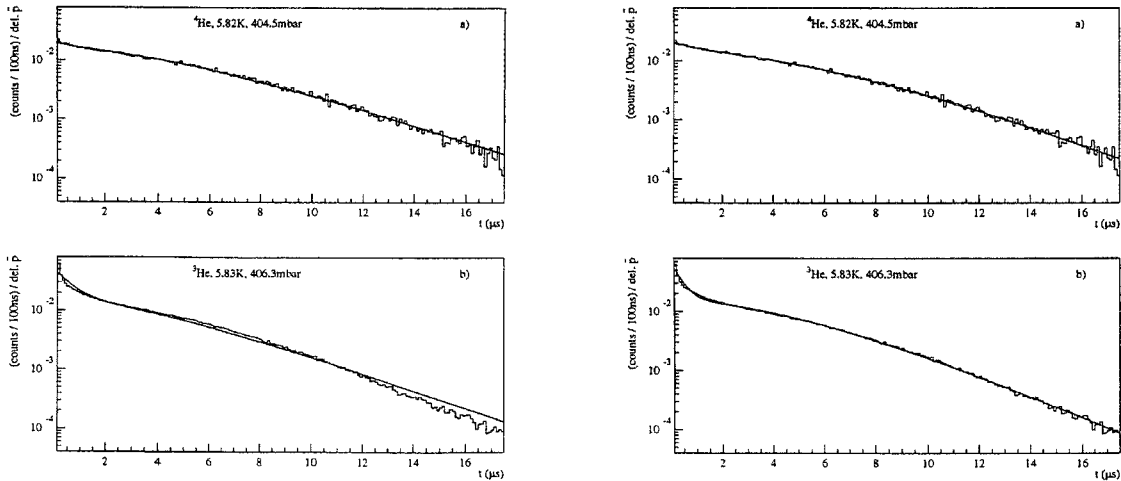 ⁴He, 5.82K, 404.5mbar
a)
(counts / 100ns) / del. p̄
10⁻²
10⁻³
10⁻⁴
2 4 6 8 10 12 14 16
t (μs)
⁴He, 5.82K, 404.5mbar
a)
(counts / 100ns) / del. p̄
10⁻²
10⁻³
10⁻⁴
2 4 6 8 10 12 14 16
t (μs)
³He, 5.83K, 406.3mbar
b)
(counts / 100ns) / del. p̄
10⁻²
10⁻³
10⁻⁴
2 4 6 8 10 12 14 16
t (μs)
³He, 5.83K, 406.3mbar
b)
(counts / 100ns) / del. p̄
10⁻²
10⁻³
10⁻⁴
2 4 6 8 10 12 14 16
t (μs)